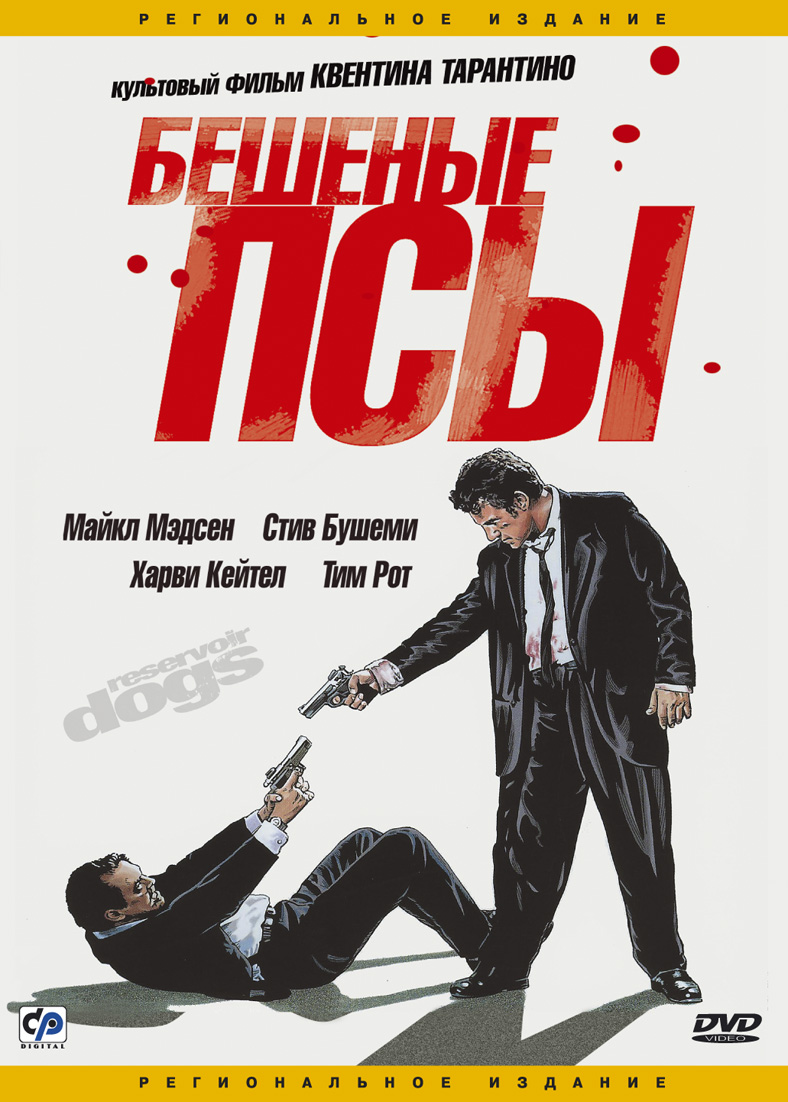 РЕГИОНАЛЬНОЕ ИЗДАНИЕ
КУЛЬТОВЫЙ ФИЛЬМ КВЕНТИНА ТАРАНТИНО
БЕШЕНЫЕ
ПСЫ
Майкл Мэдсен Стив Бушеми
Харви Кейтел Тим Рот
reservoir
dogs
dp
DIGITAL
DVD
VIDEO
РЕГИОНАЛЬНОЕ ИЗДАНИЕ